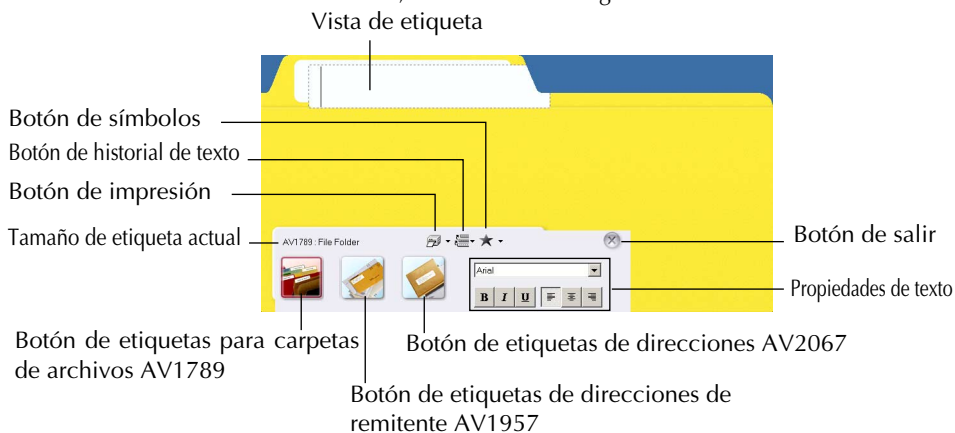 Vista de etiqueta
Botón de símbolos
Botón de historial de texto
Botón de impresión
Tamaño de etiqueta actual
AV1789 : File Folder
Botón de salir
Arial
B I U
Propiedades de texto
Botón de etiquetas para carpetas
de archivos AV1789
Botón de etiquetas de direcciones AV2067
Botón de etiquetas de direcciones de
remitente AV1957